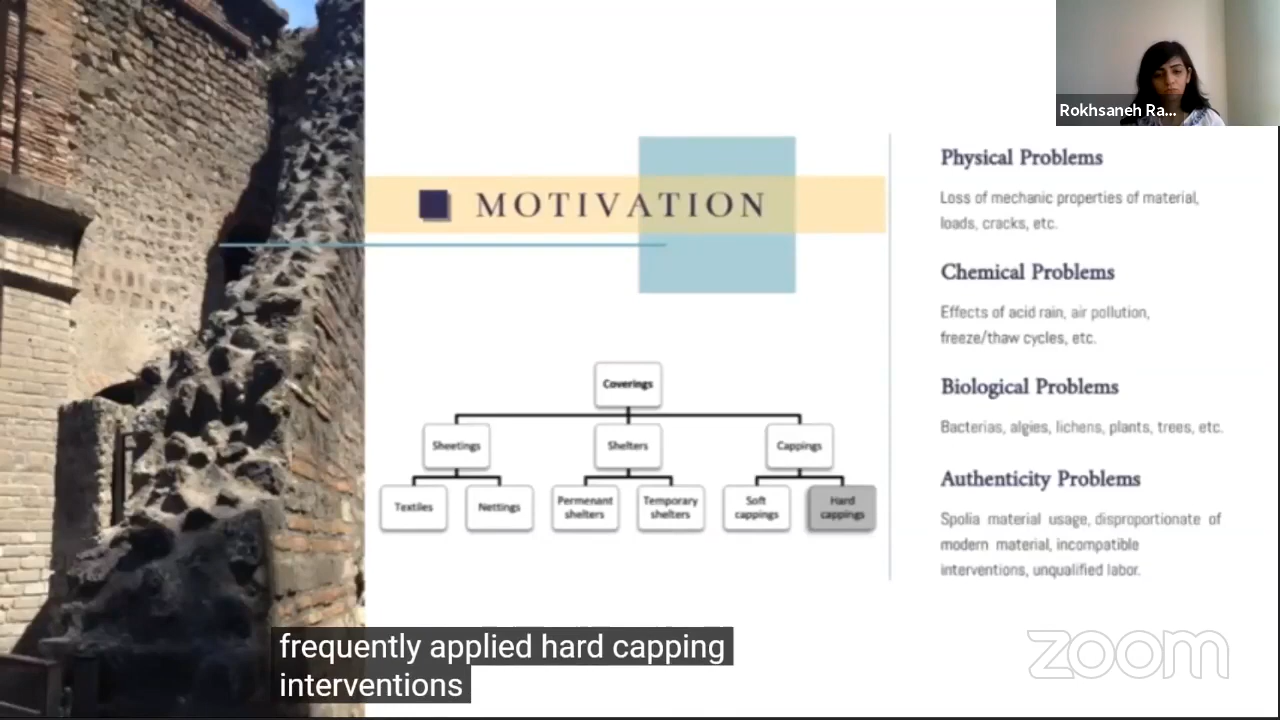 Rokhsaneh Ra...
MOTIVATION
Coverings
Sheetings
Shelters
Cappings
Textiles
Nettings
Permenant
shelters
Temporary
shelters
Soft
cappings
Hard
cappings
Physical Problems
Loss of mechanic properties of material,
loads, cracks, etc.
Chemical Problems
Effects of acid rain, air pollution,
freeze/thaw cycles, etc.
Biological Problems
Bacterias, algies, lichens, plants, trees, etc.
Authenticity Problems
Spolia material usage, disproportionate of
modern material, incompatible
interventions, unqualified labor.
frequently applied hard capping
interventions
zoom